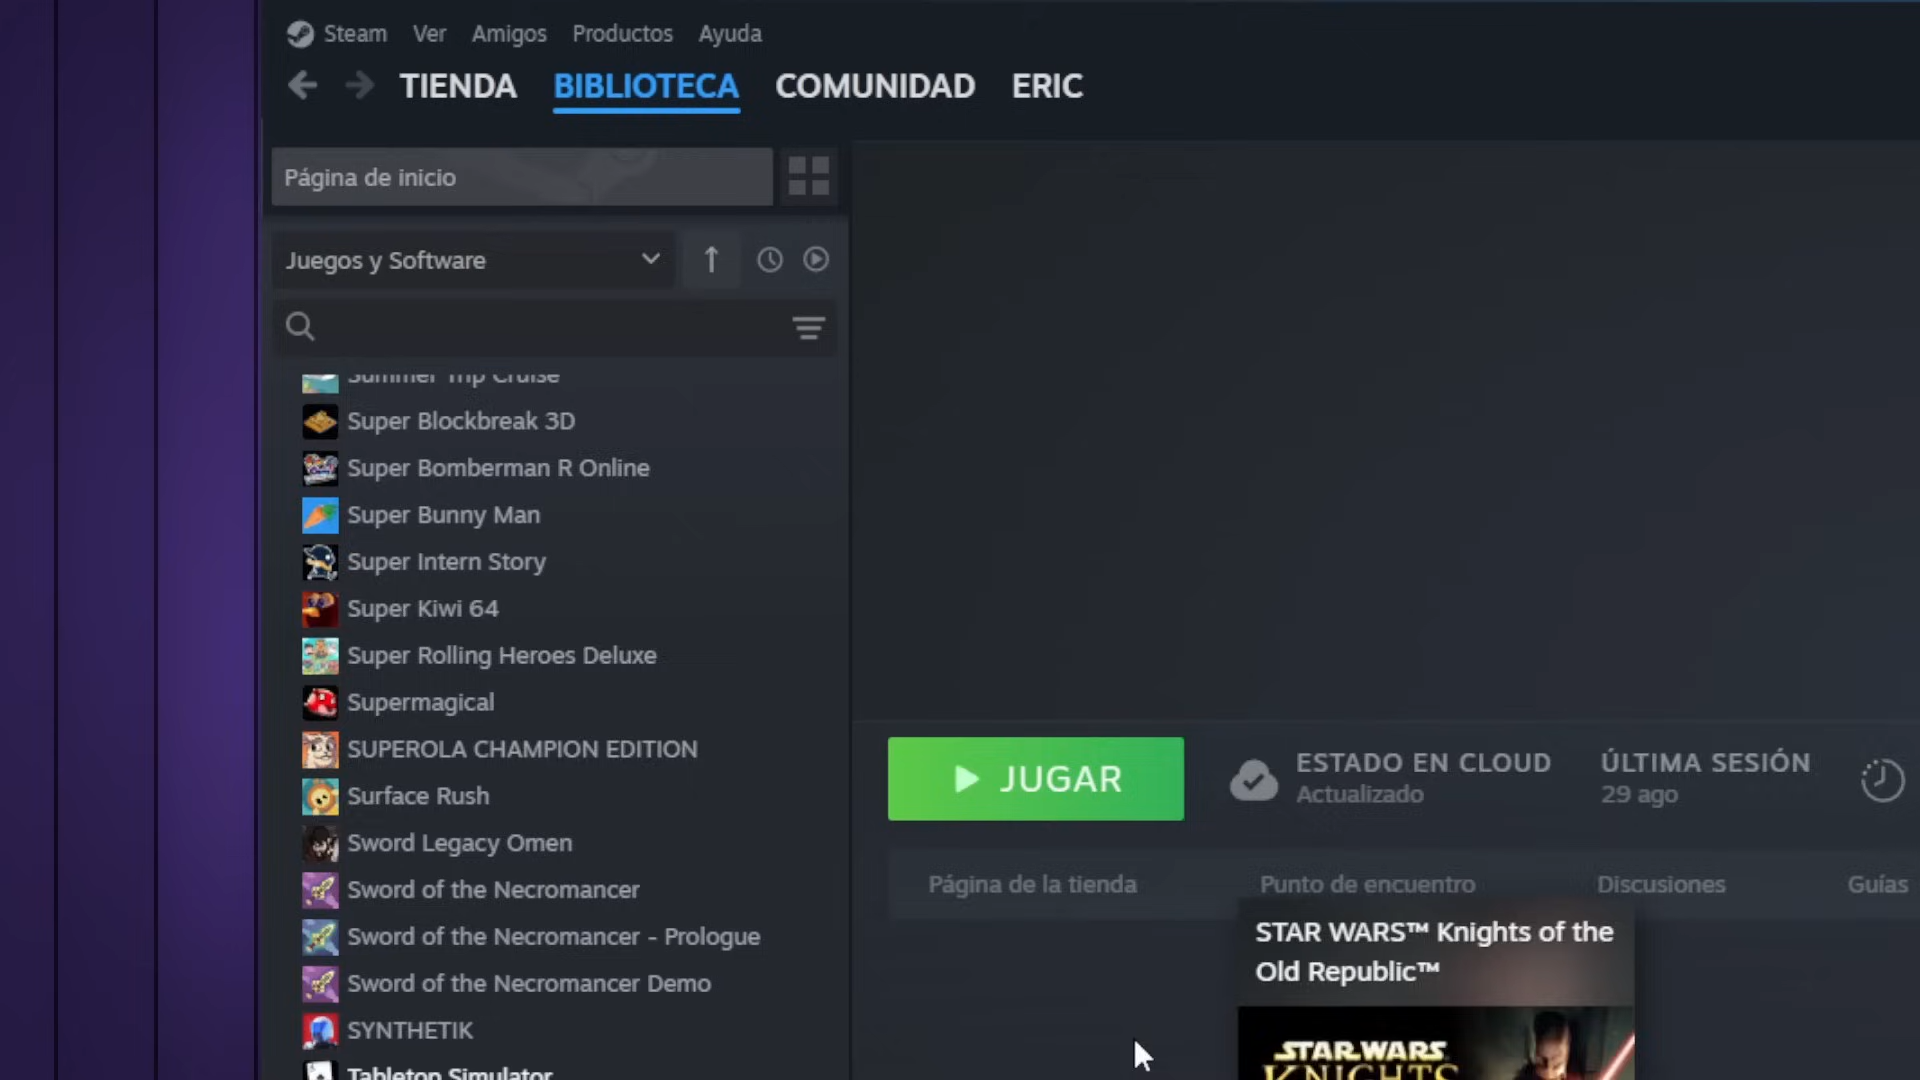 Steam Ver Amigos Productos Ayuda
TIENDA BIBLIOTECA COMUNIDAD ERIC
Página de inicio
Juegos y Software
Summer Trip Cruise
Super Blockbreak 3D
Super Bomberman R Online
Super Bunny Man
Super Intern Story
Super Kiwi 64
Super Rolling Heroes Deluxe
Supermagical
SUPEROLA CHAMPION EDITION
Surface Rush
Sword Legacy Omen
Sword of the Necromancer
Sword of the Necromancer - Prologue
Sword of the Necromancer Demo
SYNTHETIK
Tabletop Simulator
JUGAR
ESTADO EN CLOUD
Actualizado
ÚLTIMA SESIÓN
29 ago
Página de la tienda Punto de encuentro Discusiones Guías
STAR WARS™ Knights of the
Old Republic™
STAR WARS
KNIGHTS